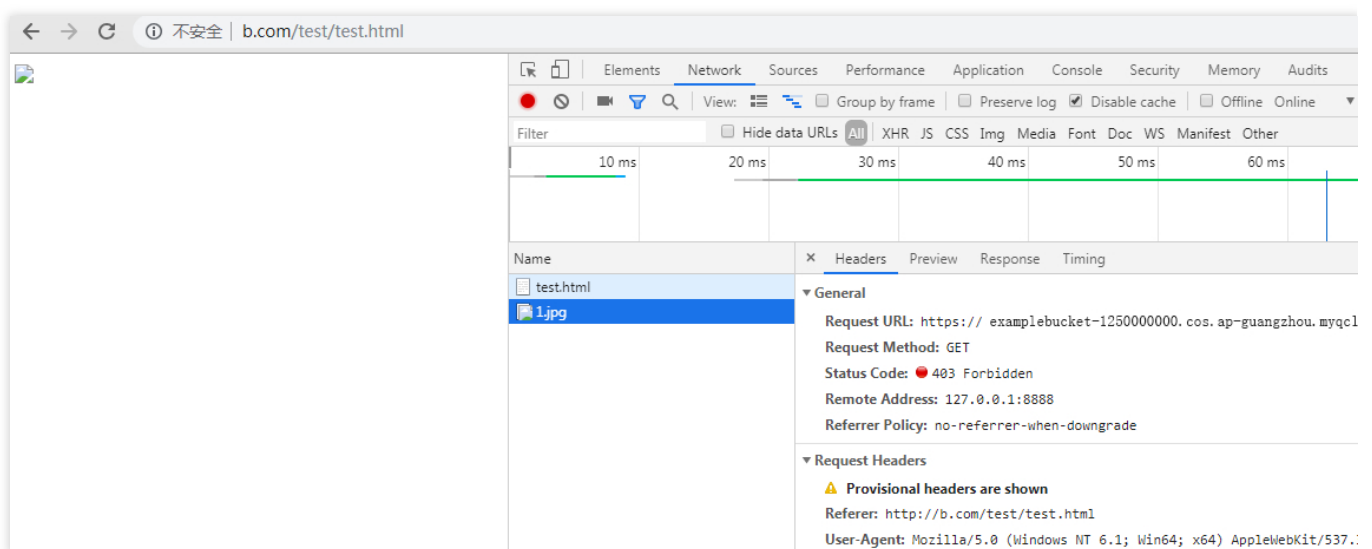 不安全 b.com/test/test.html
Elements Network Sources Performance Application Console Security Memory Audits
View: Group by frame Preserve log Disable cache Offline Online
Filter Hide data URLs All XHR JS CSS Img Media Font Doc WS Manifest Other
10 ms 20 ms 30 ms 40 ms 50 ms 60 ms
Name × Headers Preview Response Timing
test.html
1.jpg
General
Request URL: https:// examplebucket-1250000000.cos.ap-guangzhou.myqcl
Request Method: GET
Status Code: 403 Forbidden
Remote Address: 127.0.0.1:8888
Referrer Policy: no-referrer-when-downgrade
Request Headers
Provisional headers are shown
Referer: http://b.com/test/test.html
User-Agent: Mozilla/5.0 (Windows NT 6.1; Win64; x64) AppleWebKit/537.